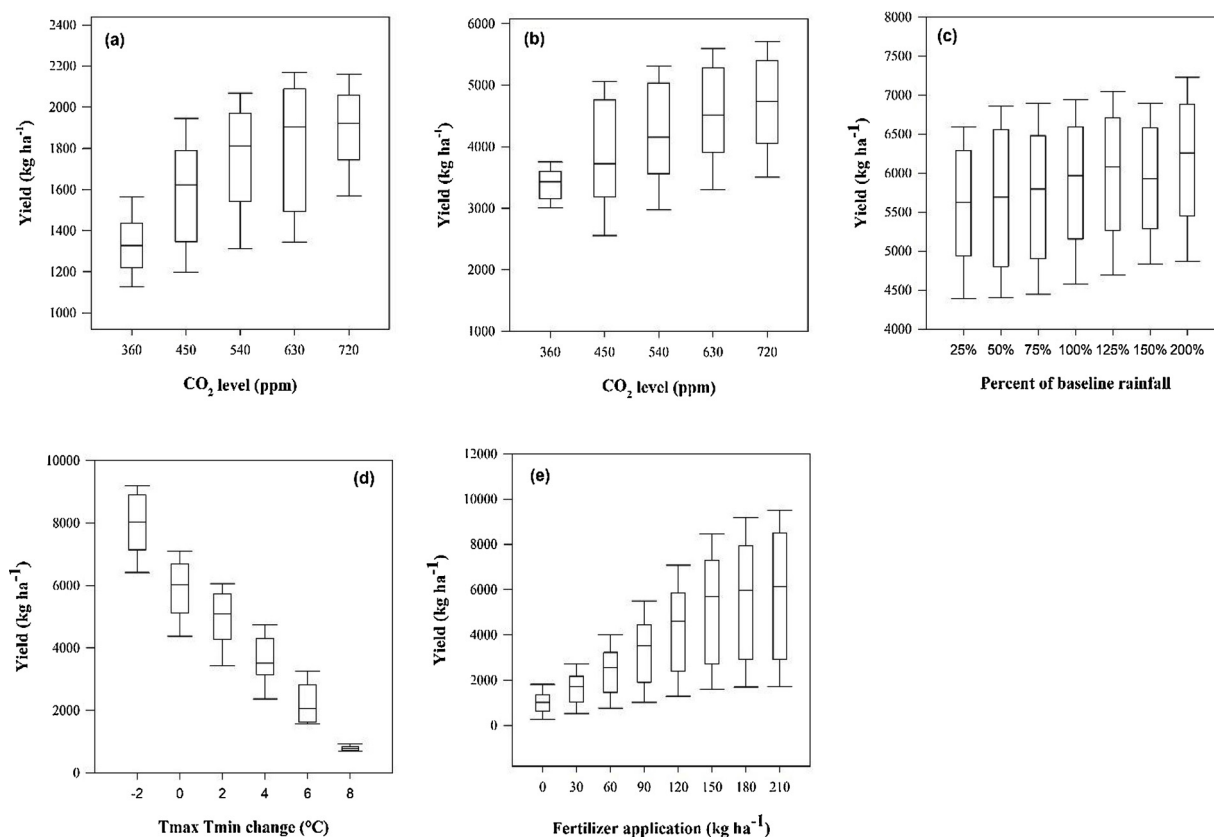 (a)
Yield (kg ha⁻¹)
2400
2200
2000
1800
1600
1400
1200
1000
360 450 540 630 720
CO₂ level (ppm)
(b)
Yield (kg ha⁻¹)
6000
5000
4000
3000
2000
1000
360 450 540 630 720
CO₂ level (ppm)
(c)
Yield (kg ha⁻¹)
8000
7500
7000
6500
6000
5500
5000
4500
4000
25% 50% 75% 100% 125% 150% 200%
Percent of baseline rainfall
(d)
Yield (kg ha⁻¹)
10000
8000
6000
4000
2000
0
-2 0 2 4 6 8
Tmax Tmin change (°C)
(e)
Yield (kg ha⁻¹)
12000
10000
8000
6000
4000
2000
0
0 30 60 90 120 150 180 210
Fertilizer application (kg ha⁻¹)